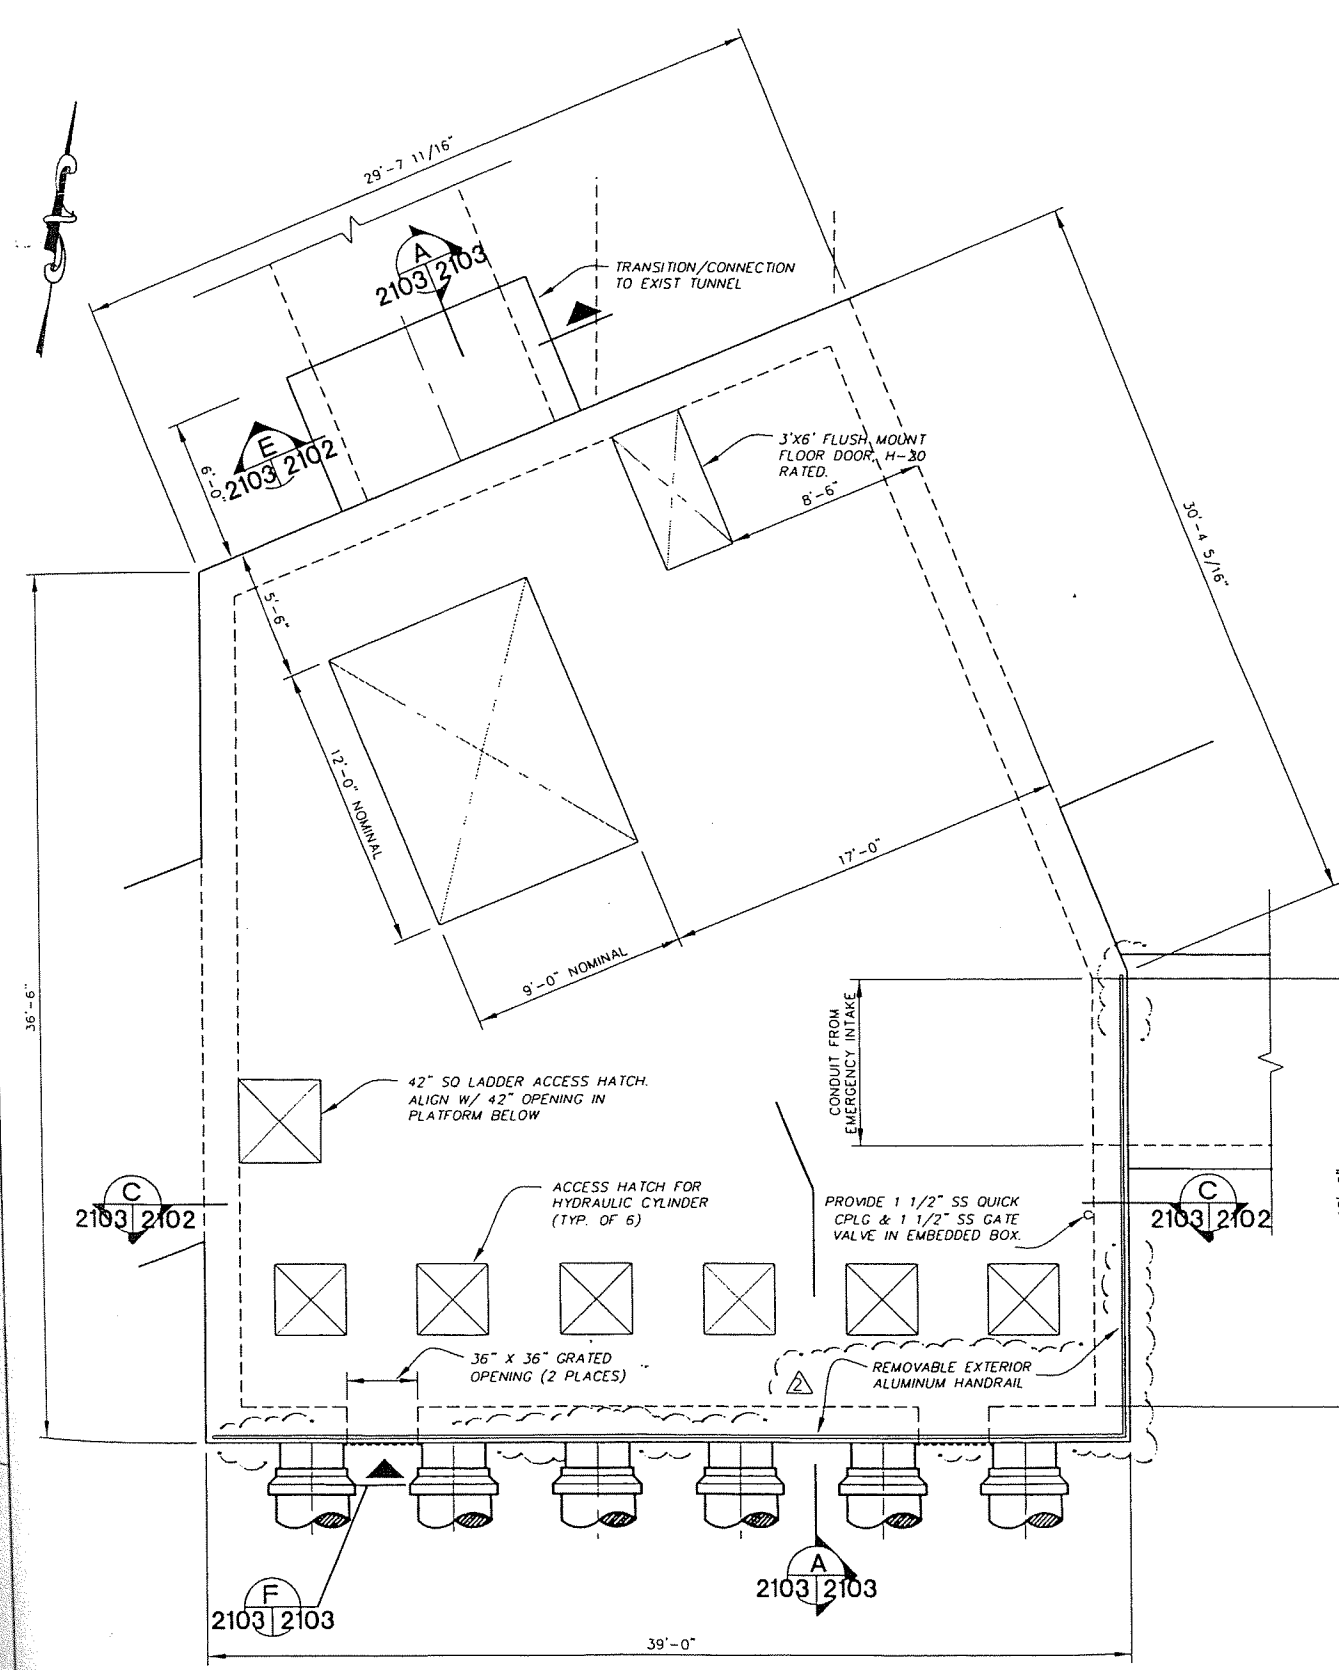 29'-7 11/16"
A
2103 2103
TRANSITION/CONNECTION
TO EXIST TUNNEL
E
2103 2102
6'-0"
3'X6' FLUSH MOUNT
FLOOR DOOR, H-20
RATED.
8'-6"
30'-4 5/16"
5'-6"
12'-0" NOMINAL
17'-0"
9'-0" NOMINAL
36'-6"
CONDUIT FROM
EMERGENCY INTAKE
42" SQ LADDER ACCESS HATCH.
ALIGN W/ 42" OPENING IN
PLATFORM BELOW
C
2103 2102
ACCESS HATCH FOR
HYDRAULIC CYLINDER
(TYP. OF 6)
PROVIDE 1 1/2" SS QUICK
CPLG & 1 1/2" SS GATE
VALVE IN EMBEDDED BOX.
C
2103 2102
36" X 36" GRATED
OPENING (2 PLACES)
2
REMOVABLE EXTERIOR
ALUMINUM HANDRAIL
F
2103 2103
A
2103 2103
39'-0"